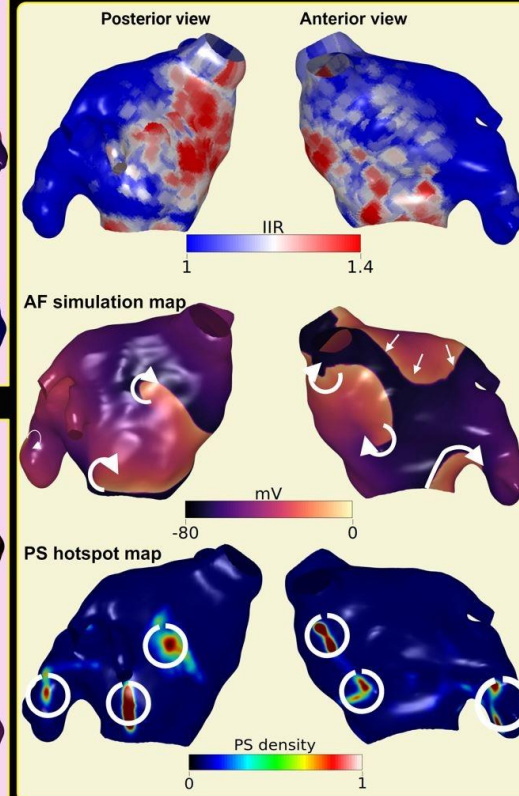 Posterior view Anterior view
IIR
1 1.4
AF simulation map
mV
-80 0
PS hotspot map
PS density
0 1